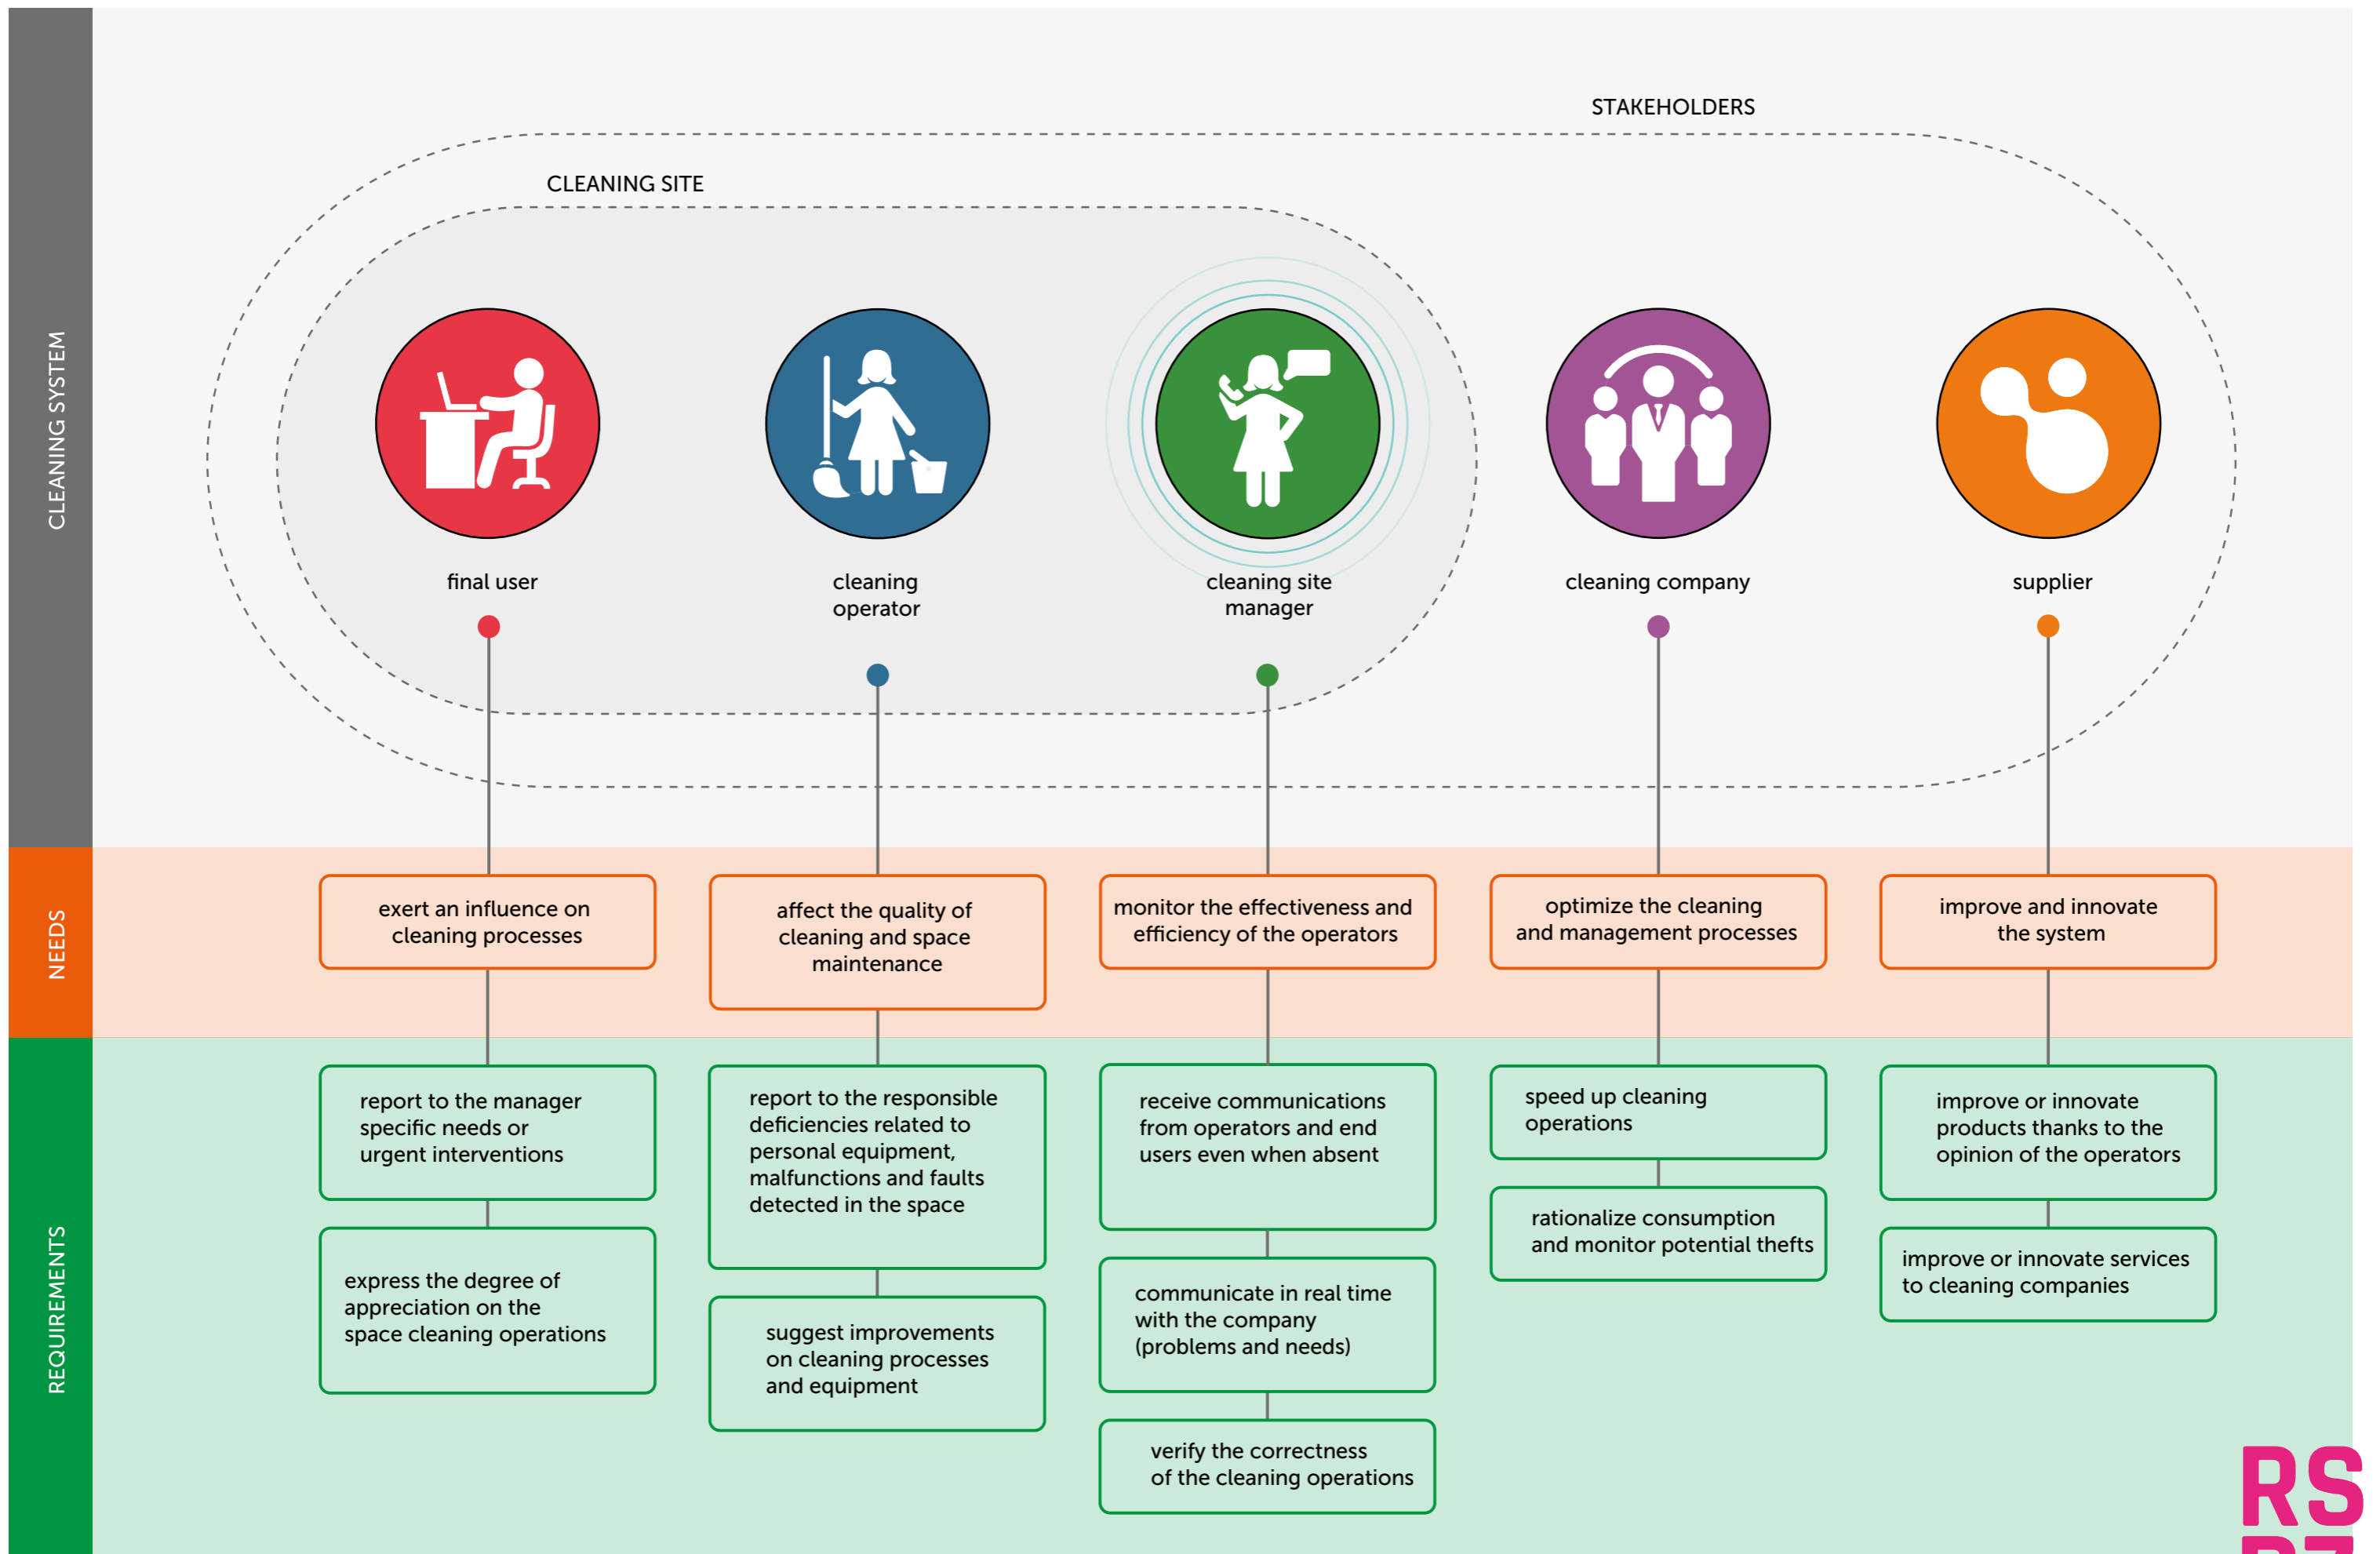 STAKEHOLDERS
CLEANING SITE
CLEANING SYSTEM
final user
cleaning
operator
cleaning site
manager
cleaning company
supplier
NEEDS
exert an influence on
cleaning processes
affect the quality of
cleaning and space
maintenance
monitor the effectiveness and
efficiency of the operators
optimize the cleaning
and management processes
improve and innovate
the system
REQUIREMENTS
report to the manager
specific needs or
urgent interventions
express the degree of
appreciation on the
space cleaning operations
report to the responsible
deficiencies related to
personal equipment,
malfunctions and faults
detected in the space
suggest improvements
on cleaning processes
and equipment
receive communications
from operators and end
users even when absent
communicate in real time
with the company
(problems and needs)
verify the correctness
of the cleaning operations
speed up cleaning
operations
rationalize consumption
and monitor potential thefts
improve or innovate
products thanks to the
opinion of the operators
improve or innovate services
to cleaning companies
RS